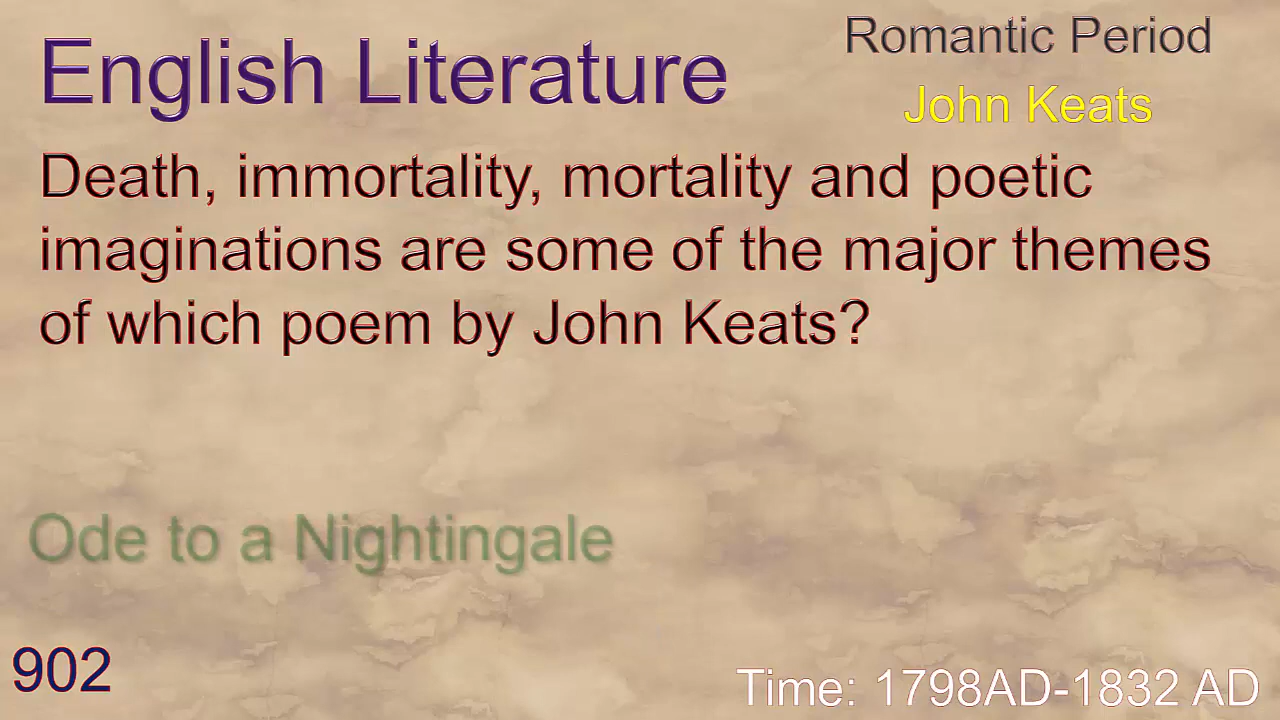 English Literature
Romantic Period
John Keats
Death, immortality, mortality and poetic
imaginations are some of the major themes
of which poem by John Keats?
Ode to a Nightingale
902
Time: 1798AD-1832 AD